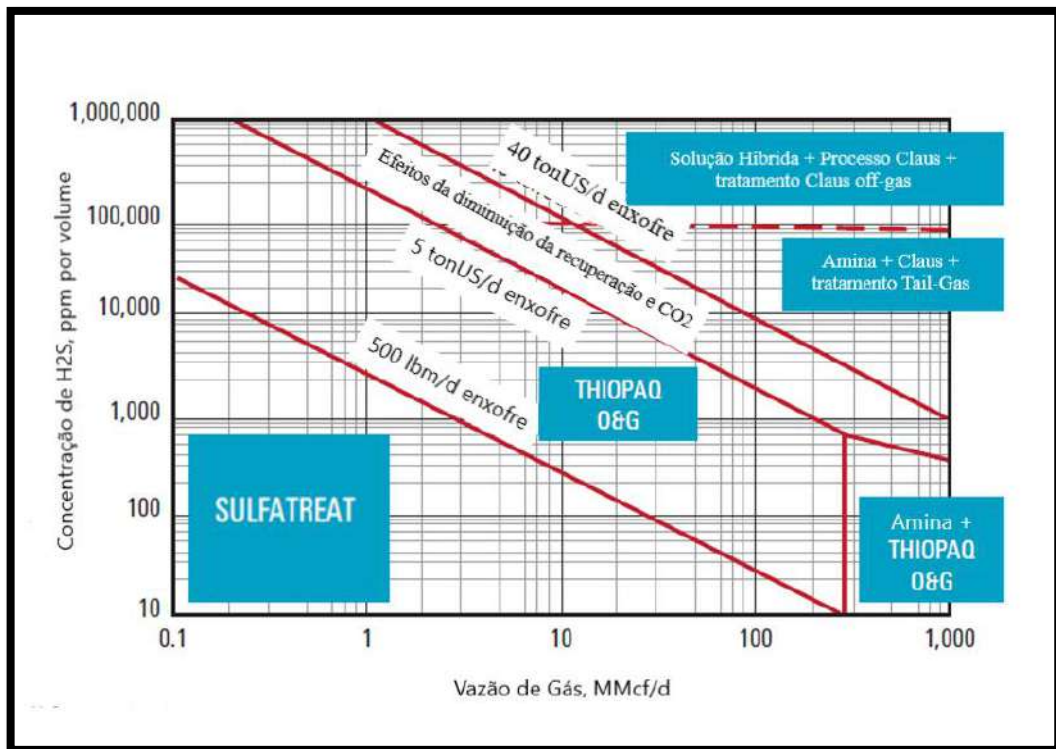 Concentração de H2S, ppm por volume
1,000,000
100,000
10,000
1,000
100
10
Solução Híbrida + Processo Claus +
tratamento Claus off-gas
Amina + Claus +
tratamento Tail-Gas
40 tonUS/d enxofre
Efeitos da diminuição da recuperação e CO2
5 tonUS/d enxofre
500 lbm/d enxofre
THIOPAQ
O&G
SULFATREAT
Amina +
THIOPAQ
O&G
0.1
1
10
100
1,000
Vazão de Gás, MMcf/d